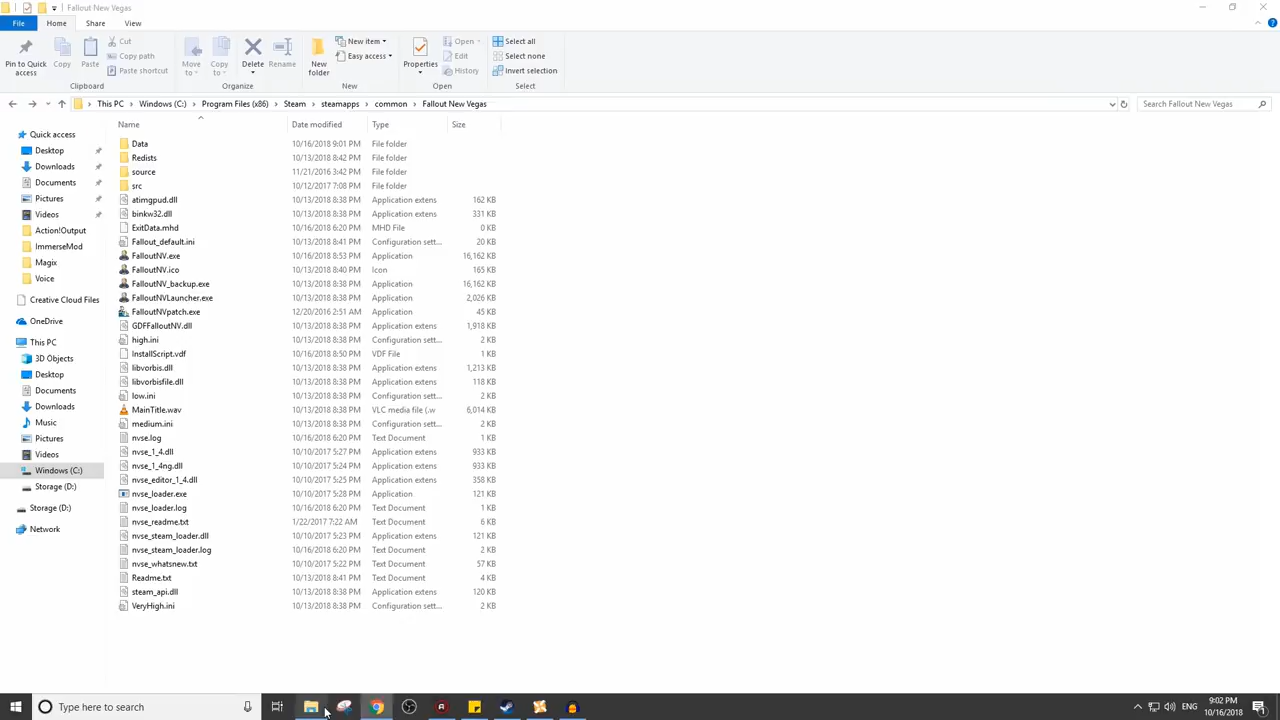 Fallout New Vegas
File Home Share View
Pin to Quick access
Copy
Paste
Cut
Copy path
Paste shortcut
Clipboard
Move to
Copy to
Delete
Rename
Organize
New folder
New item
Easy access
New
Properties
Open
Edit
History
Open
Select all
Select none
Invert selection
Select
This PC > Windows (C:) > Program Files (x86) > Steam > steamapps > common > Fallout New Vegas
Search Fallout New Vegas
Name Date modified Type Size
Quick access
Desktop
Downloads
Documents
Pictures
Videos
Action!Output
ImmerseMod
Magix
Voice
Creative Cloud Files
OneDrive
This PC
3D Objects
Desktop
Documents
Downloads
Music
Pictures
Videos
Windows (C:)
Storage (D:)
Storage (D:)
Network
Data 10/16/2018 9:01 PM File folder
Redists 10/13/2018 8:42 PM File folder
source 11/21/2016 3:42 PM File folder
src 10/12/2017 7:08 PM File folder
atimgpud.dll 10/13/2018 8:38 PM Application extens 162 KB
binkw32.dll 10/13/2018 8:38 PM Application extens 331 KB
ExitData.mhd 10/16/2018 6:20 PM MHD File 0 KB
Fallout_default.ini 10/13/2018 8:41 PM Configuration sett... 20 KB
FalloutNV.exe 10/16/2018 8:53 PM Application 16,162 KB
FalloutNV.ico 10/13/2018 8:40 PM Icon 165 KB
FalloutNV_backup.exe 10/13/2018 8:38 PM Application 16,162 KB
FalloutNVLauncher.exe 10/13/2018 8:38 PM Application 2,026 KB
FalloutNVpatch.exe 12/20/2016 2:51 AM Application 45 KB
GDFFalloutNV.dll 10/13/2018 8:38 PM Application extens 1,918 KB
high.ini 10/13/2018 8:38 PM Configuration sett... 2 KB
InstallScript.vdf 10/16/2018 8:50 PM VDF File 1 KB
libvorbis.dll 10/13/2018 8:38 PM Application extens 1,213 KB
libvorbisfile.dll 10/13/2018 8:38 PM Application extens 118 KB
low.ini 10/13/2018 8:38 PM Configuration sett... 2 KB
MainTitle.wav 10/13/2018 8:38 PM VLC media file (.w 6,014 KB
medium.ini 10/13/2018 8:38 PM Configuration sett... 2 KB
nvse.log 10/16/2018 6:20 PM Text Document 1 KB
nvse_1_4.dll 10/10/2017 5:27 PM Application extens 933 KB
nvse_1_4ng.dll 10/10/2017 5:24 PM Application extens 933 KB
nvse_editor_1_4.dll 10/10/2017 5:25 PM Application extens 358 KB
nvse_loader.exe 10/10/2017 5:28 PM Application 121 KB
nvse_loader.log 10/16/2018 6:20 PM Text Document 1 KB
nvse_readme.txt 1/22/2017 7:22 AM Text Document 6 KB
nvse_steam_loader.dll 10/10/2017 5:23 PM Application extens 121 KB
nvse_steam_loader.log 10/16/2018 6:20 PM Text Document 2 KB
nvse_whatsnew.txt 10/10/2017 5:22 PM Text Document 57 KB
Readme.txt 10/13/2018 8:41 PM Text Document 4 KB
steam_api.dll 10/13/2018 8:38 PM Application extens 120 KB
VeryHigh.ini 10/13/2018 8:38 PM Configuration sett... 2 KB
Type here to search
ENG
9:02 PM
10/16/2018
1